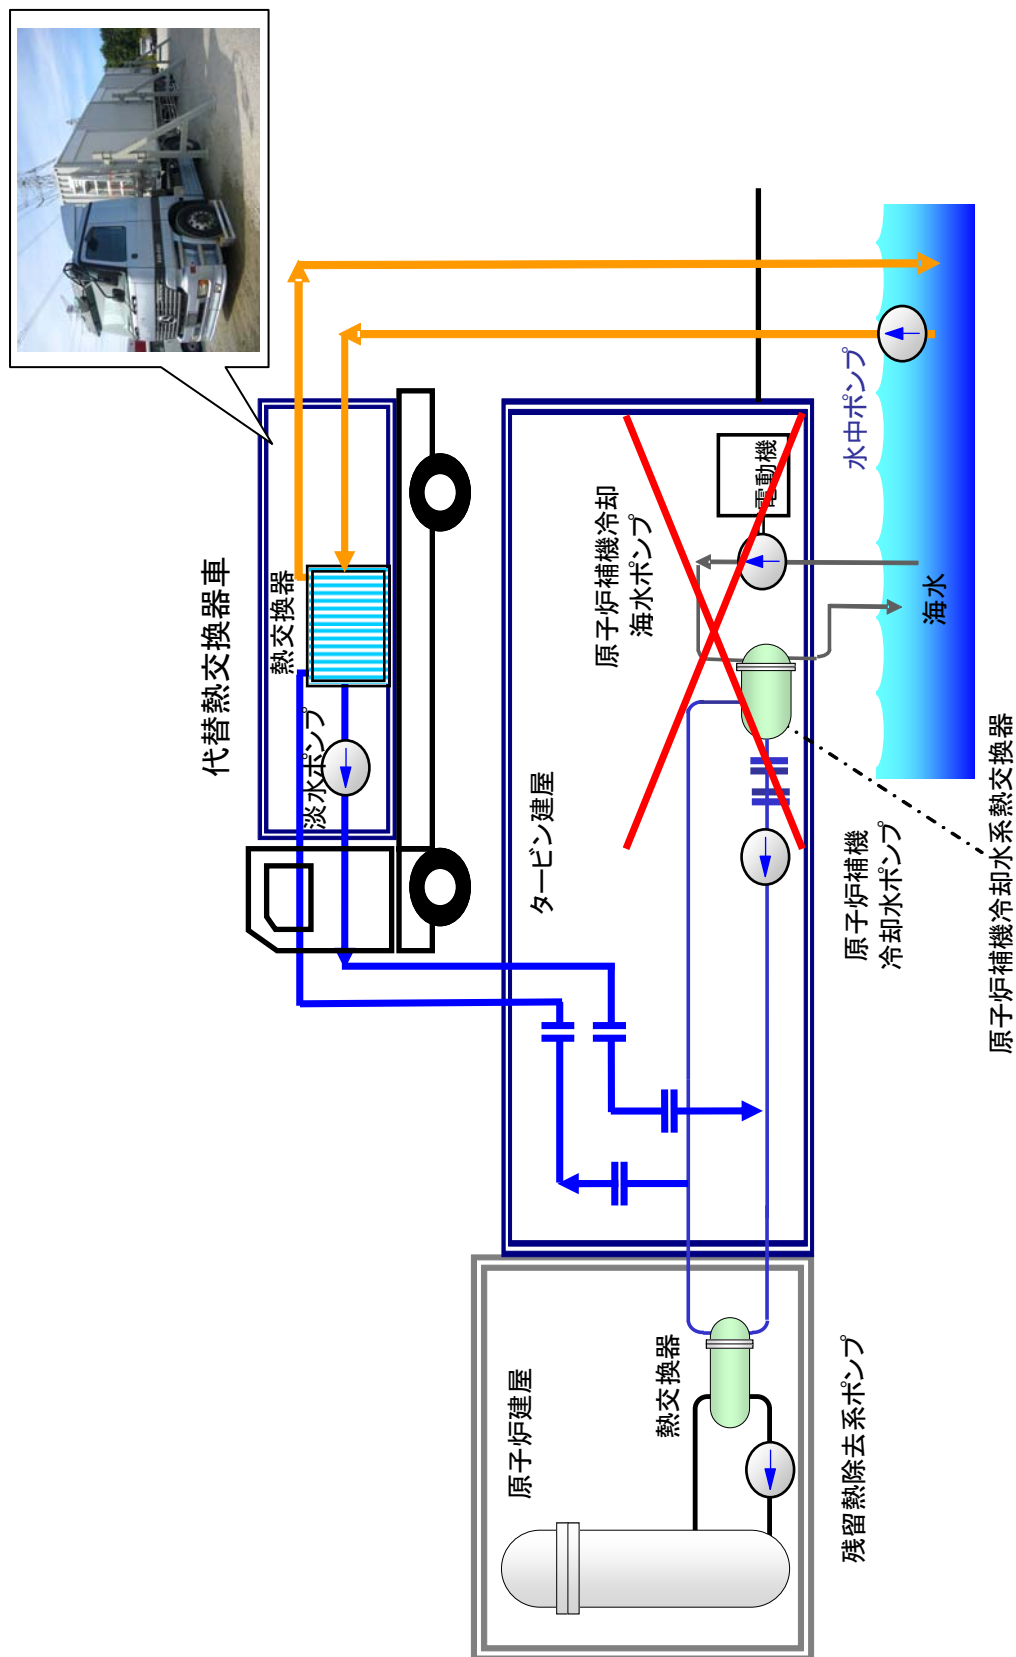 代替熱交換器車
熱交換器
淡水ポンプ
水中ポンプ
海水
タービン建屋
原子炉補機冷却
海水ポンプ
電動機
原子炉補機
冷却水ポンプ
原子炉補機冷却水系熱交換器
原子炉建屋
熱交換器
残留熱除去系ポンプ